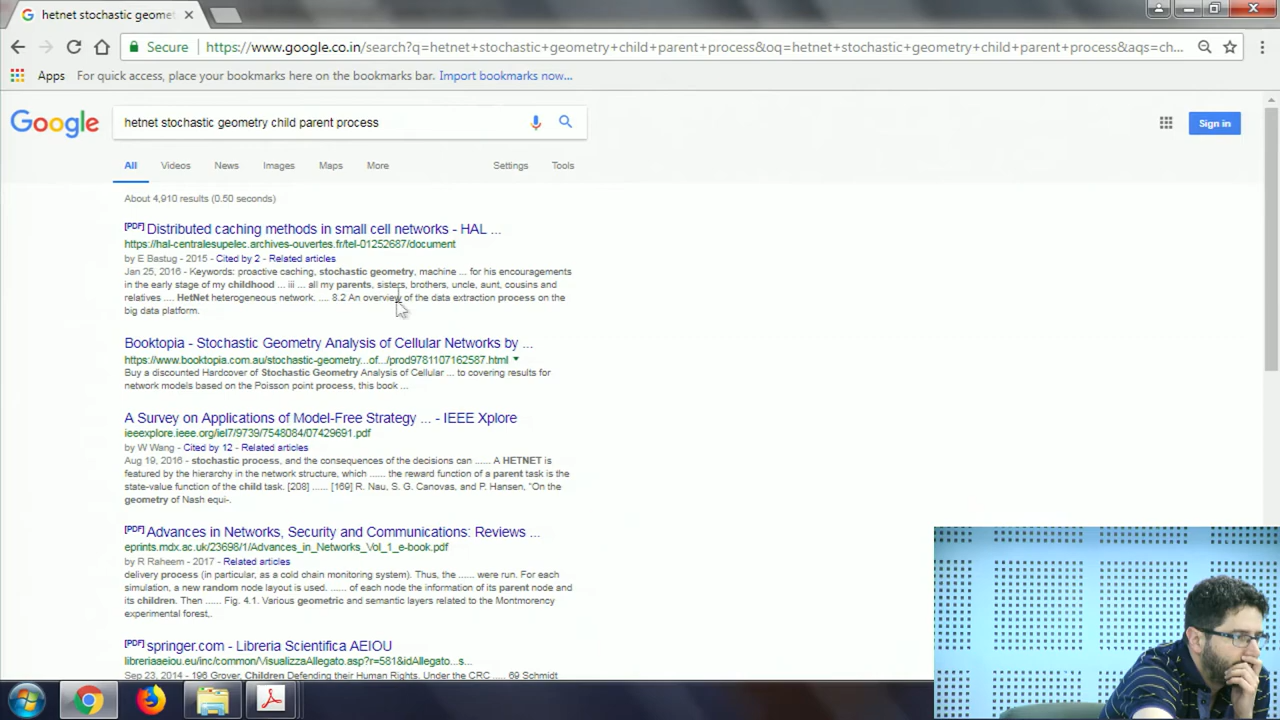 hetnet stochastic geome
Secure
https://www.google.co.in/search?q=hetnet+stochastic+geometry+child+parent+process&oq=hetnet+stochastic+geometry+child+parent+process&aqs=ch...
Apps For quick access, place your bookmarks here on the bookmarks bar. Import bookmarks now...
Google
hetnet stochastic geometry child parent process
Sign in
All Videos News Images Maps More Settings Tools
About 4,910 results (0.50 seconds)
[PDF] Distributed caching methods in small cell networks - HAL ...
https://hal-centralesupelec.archives-ouvertes.fr/tel-01252687/document
by E Bastug - 2015 - Cited by 2 - Related articles
Jan 25, 2016 - Keywords: proactive caching, stochastic geometry, machine ... for his encouragements
in the early stage of my childhood ... iii ... all my parents, sisters, brothers, uncle, aunt, cousins and
relatives .... HetNet heterogeneous network. .... 8.2 An overview of the data extraction process on the
big data platform.
Booktopia - Stochastic Geometry Analysis of Cellular Networks by ...
https://www.booktopia.com.au/stochastic-geometry...of.../prod9781107162587.html
Buy a discounted Hardcover of Stochastic Geometry Analysis of Cellular ... to covering results for
network models based on the Poisson point process, this book ...
A Survey on Applications of Model-Free Strategy ... - IEEE Xplore
ieeexplore.ieee.org/iel7/9739/7548084/07429691.pdf
by W Wang - Cited by 12 - Related articles
Aug 19, 2016 - stochastic process, and the consequences of the decisions can ...... A HETNET is
featured by the hierarchy in the network structure, which ...... the reward function of a parent task is the
state-value function of the child task. [208] ...... [169] R. Nau, S. G. Canovas, and P. Hansen, "On the
geometry of Nash equi-.
[PDF] Advances in Networks, Security and Communications: Reviews ...
eprints.mdx.ac.uk/23698/1/Advances_in_Networks_Vol_1_e-book.pdf
by R Raheem - 2017 - Related articles
delivery process (in particular, as a cold chain monitoring system). Thus, the ...... were run. For each
simulation, a new random node layout is used. ...... of each node the information of its parent node and
its children. Then ...... Fig. 4.1. Various geometric and semantic layers related to the Montmorency
experimental forest,.
[PDF] springer.com - Libreria Scientifica AEIOU
libreriaaeiou.eu/inc/common/VisualizzaAllegato.asp?r=581&idAllegato...s...
Sep 23, 2014 - 196 Grover, Children Defending their Human Rights. Under the CRC ... 69 Schmidt